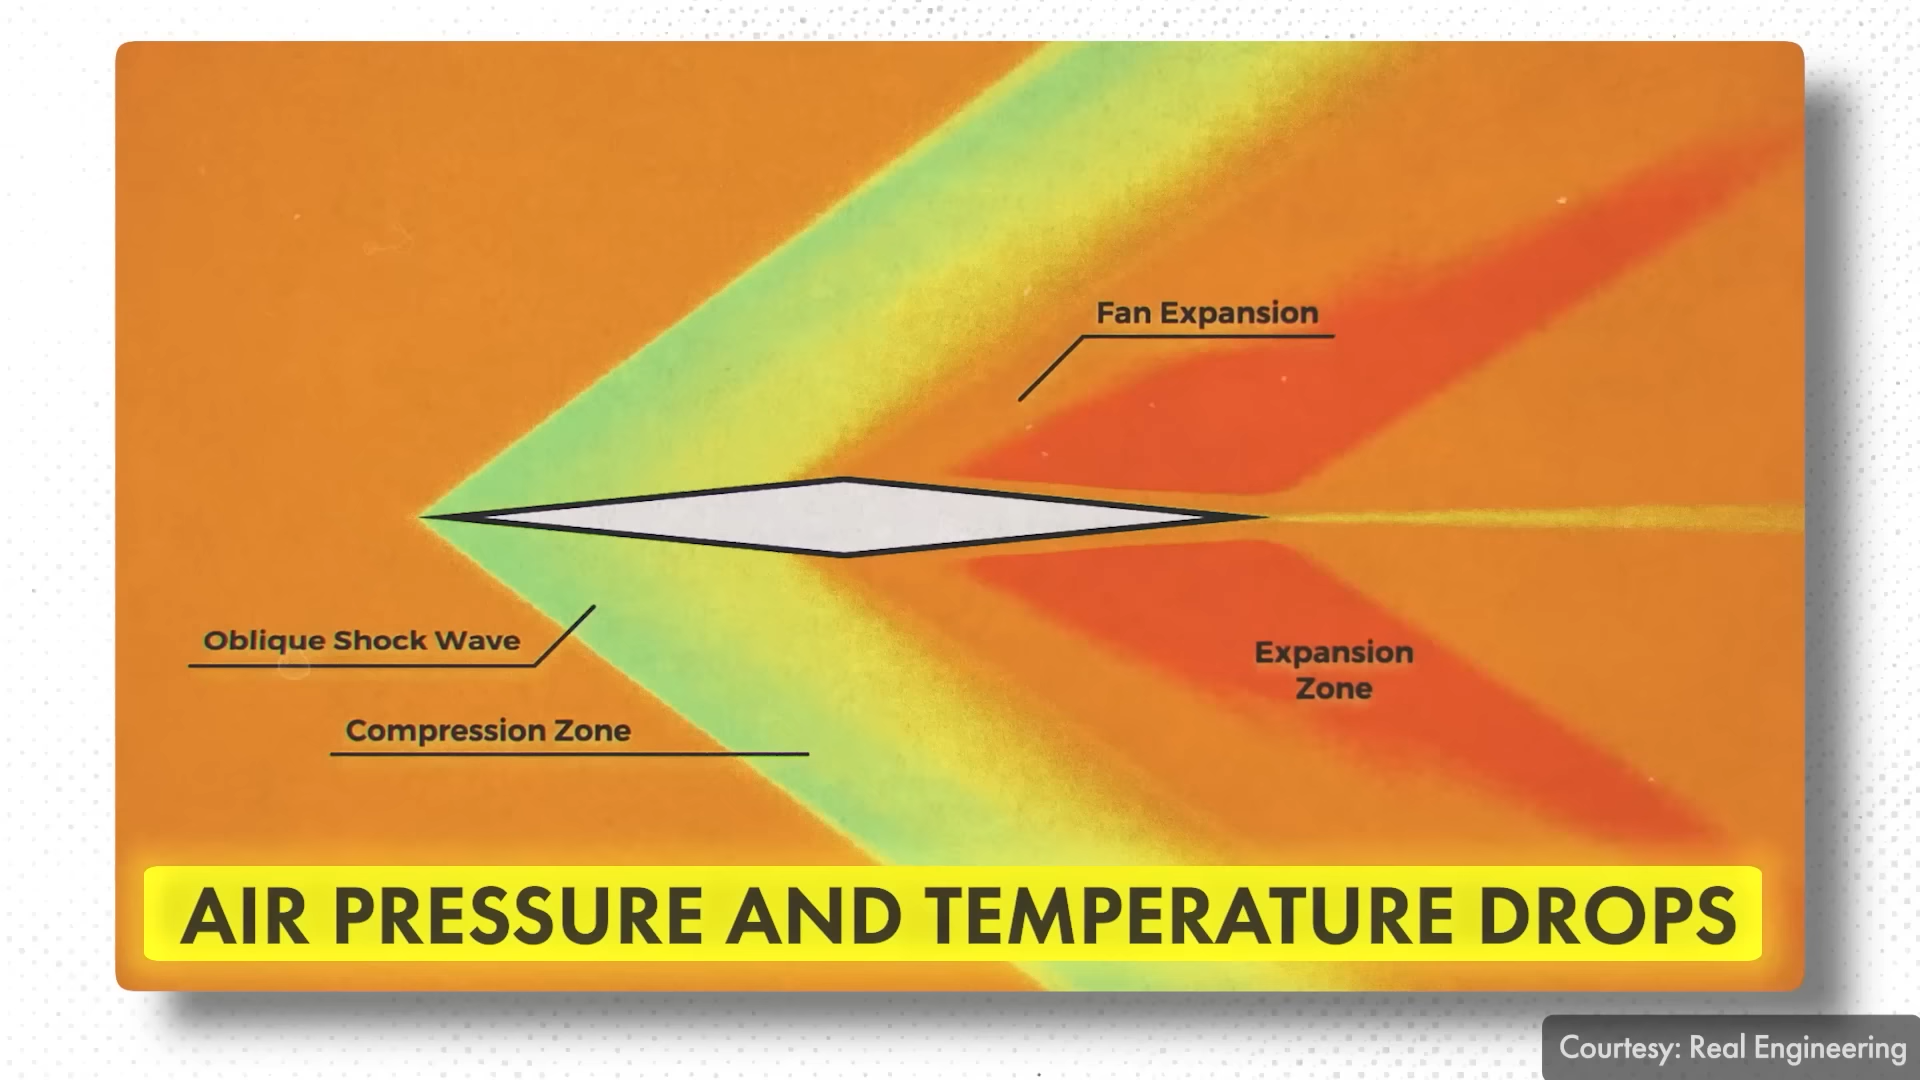 Fan Expansion
Oblique Shock Wave
Expansion
Zone
Compression Zone
AIR PRESSURE AND TEMPERATURE DROPS
Courtesy: Real Engineering